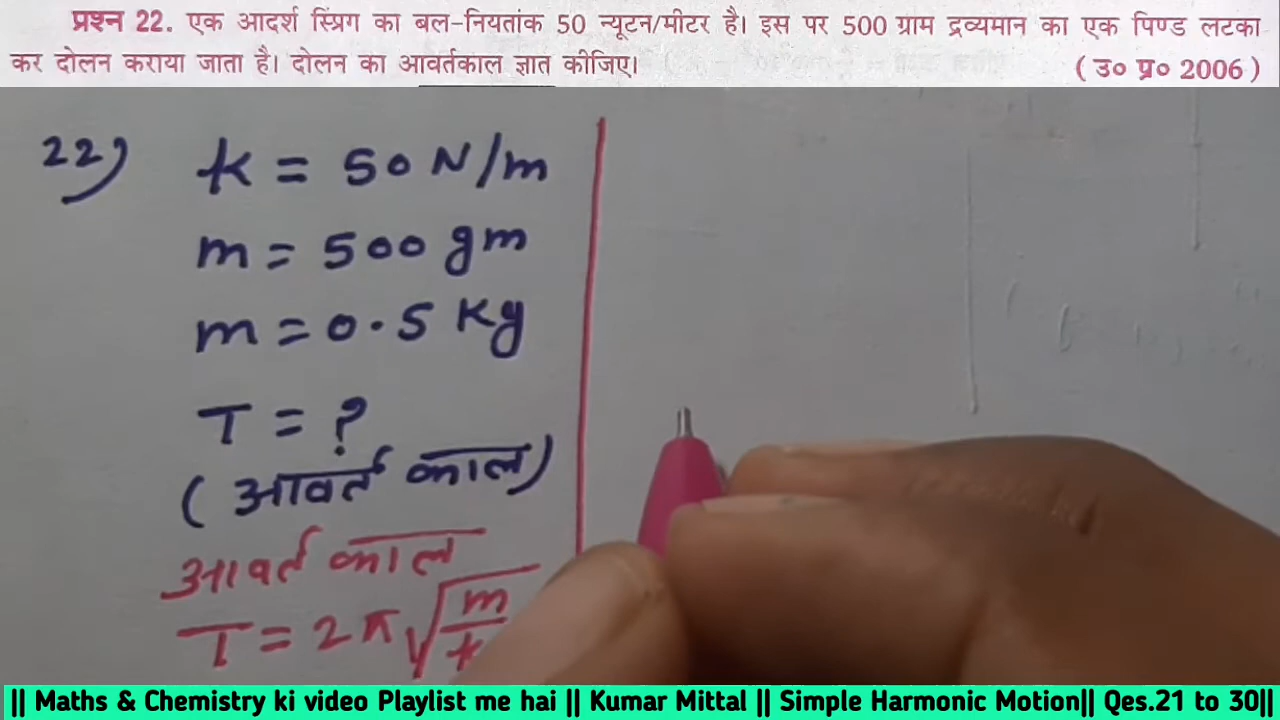 प्रश्न 22. एक आदर्श स्प्रिंग का बल-नियतांक 50 न्यूटन/मीटर है। इस पर 500 ग्राम द्रव्यमान का एक पिण्ड लटका
कर दोलन कराया जाता है। दोलन का आवर्तकाल ज्ञात कीजिए। ( उ० प्र० 2006 )
22) k = 50 N/m
m = 500 gm
m = 0.5 Kg
T = ?
( आवर्त काल)
आवर्त काल
T = 2π√m/k
|| Maths & Chemistry ki video Playlist me hai || Kumar Mittal || Simple Harmonic Motion|| Qes.21 to 30||